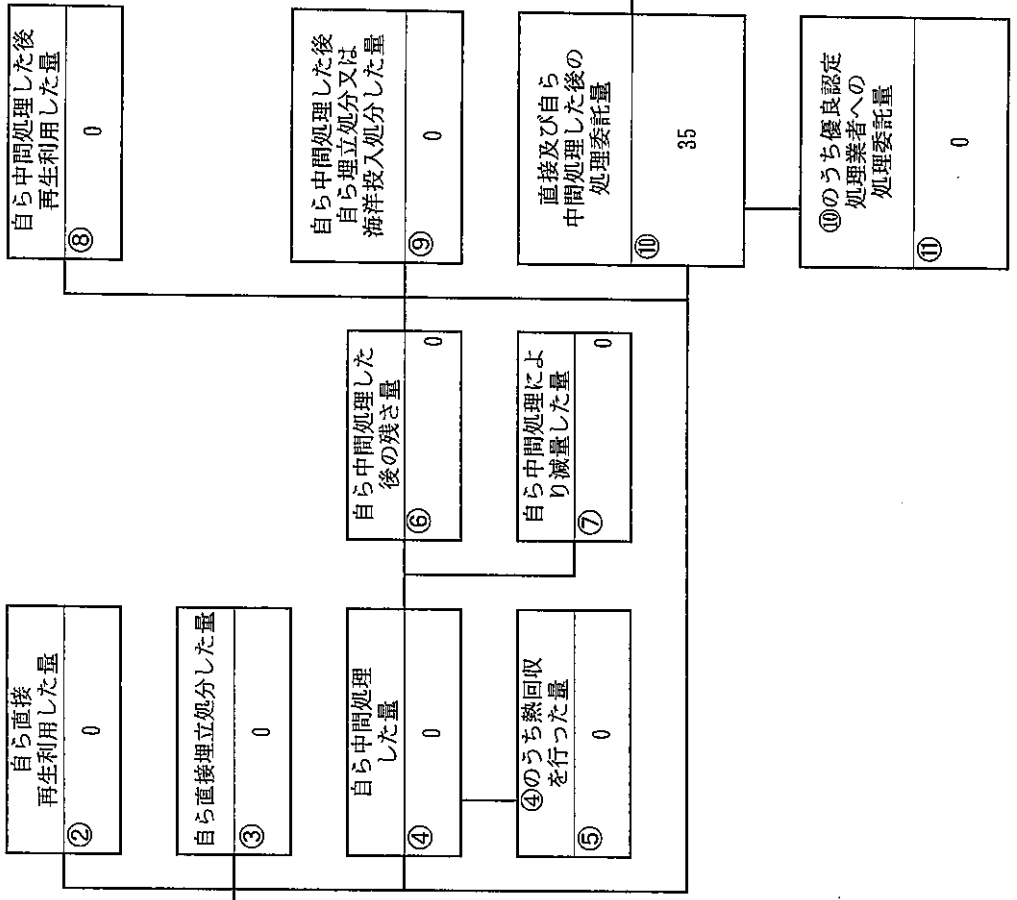 自ら直接
再生利用した量
②
0
自ら直接埋立処分した量
③
0
自ら中間処理
した量
④
0
④のうち熱回収
を行った量
⑤
0
自ら中間処理した
後の残さ量
⑥
0
自ら中間処理によ
り減量した量
⑦
0
自ら中間処理した後
再生利用した量
⑧
0
自ら中間処理した後
自ら埋立処分又は
海洋投入処分した量
⑨
0
直接及び自ら
中間処理した後の
処理委託量
⑩
35
⑩のうち優良認定
処理業者への
処理委託量
⑪
0